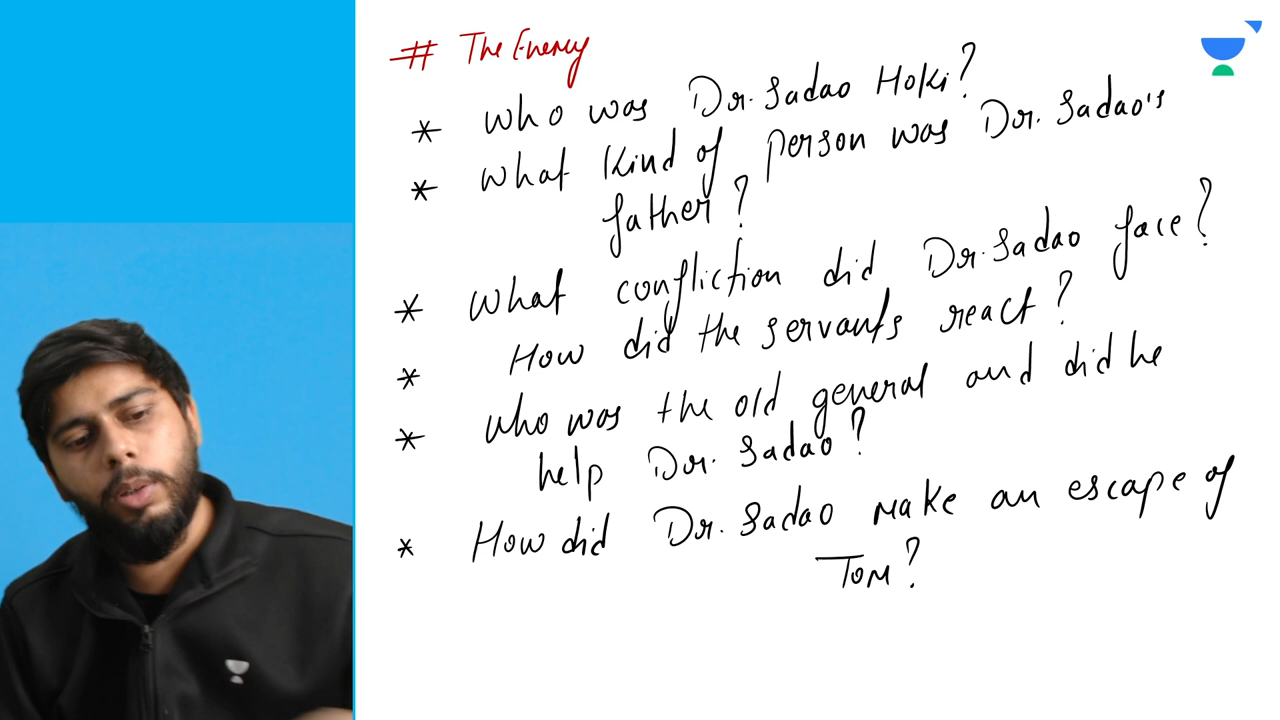 # The Enemy
* Who was Dr. Sadao Hoki?
* What kind of person was Dr. Sadao's
father?
* What confliction did Dr. Sadao face?
* How did the servants react?
* Who was the old general and did he
help Dr. Sadao?
* How did Dr. Sadao make an escape of
Tom?